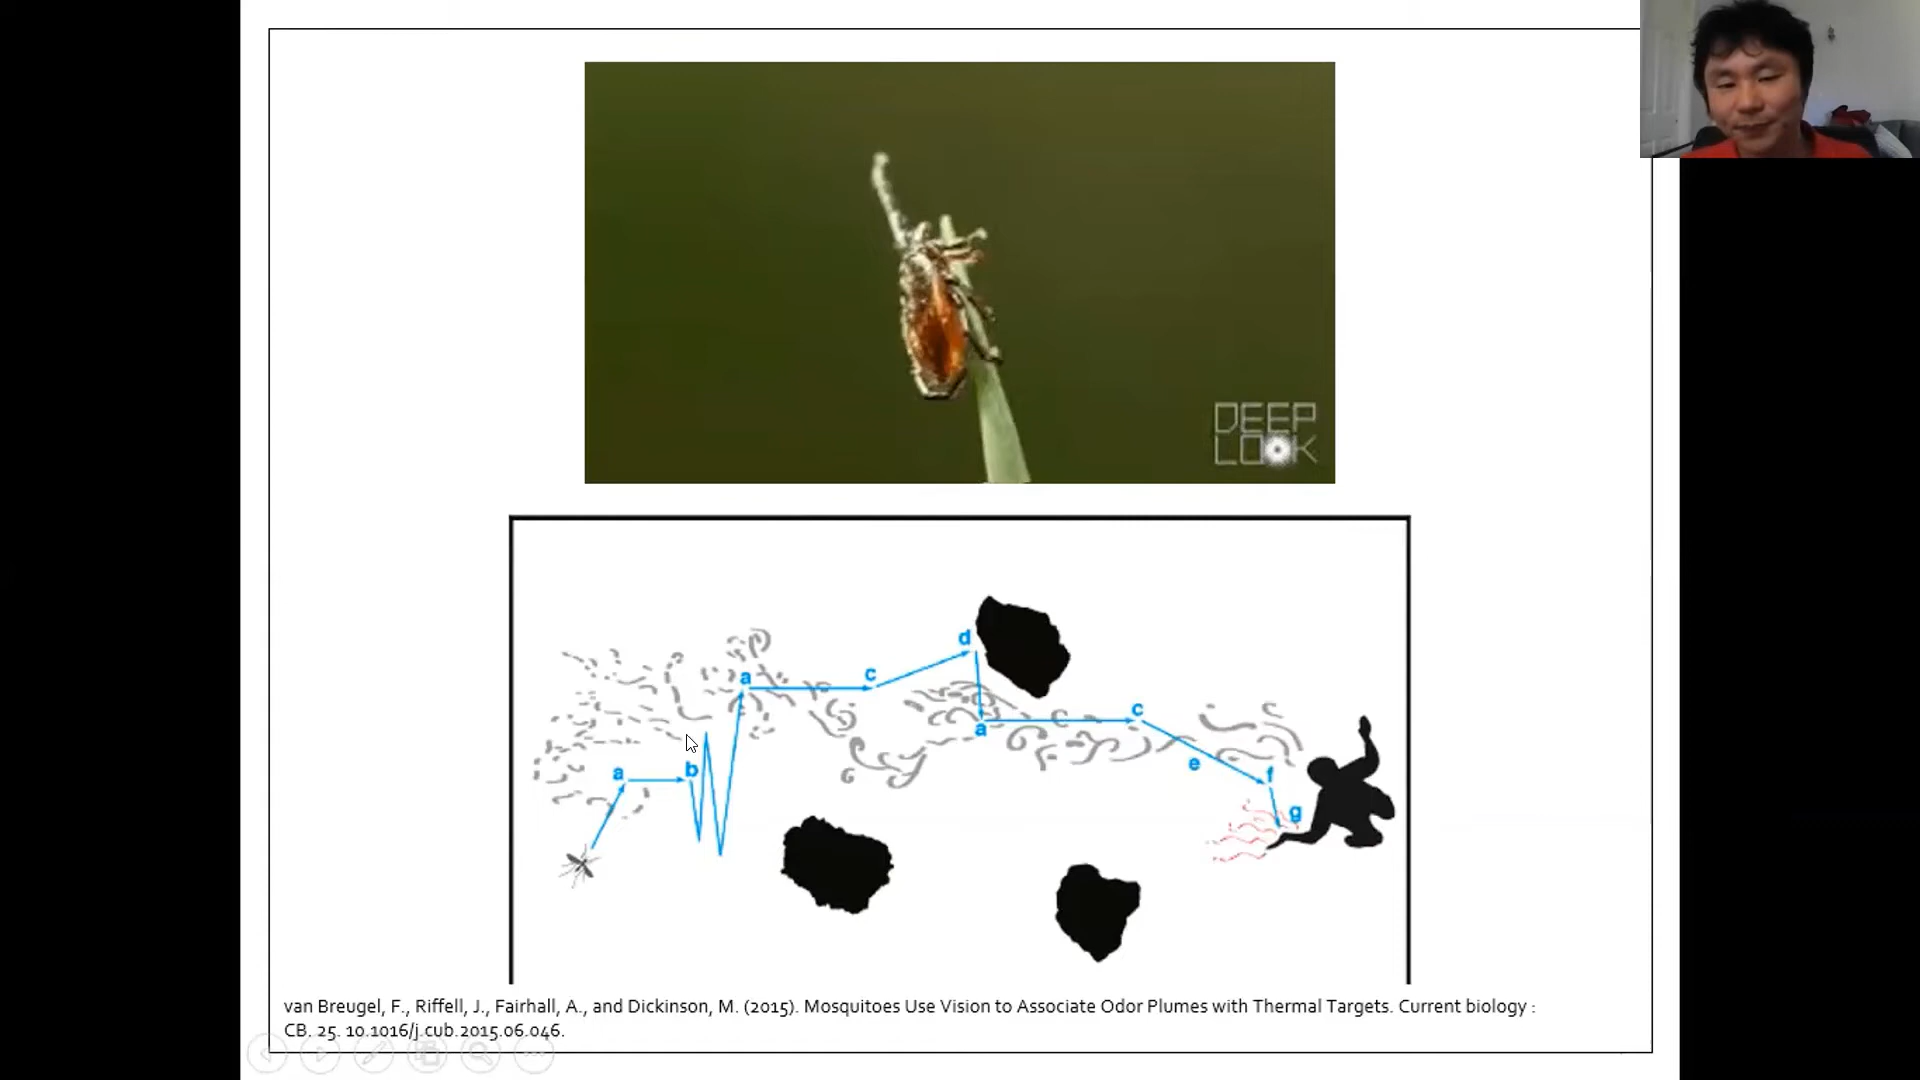 DEEP
LOOK
d
a
c
c
a
b
a
e
f
g
van Breugel, F., Riffell, J., Fairhall, A., and Dickinson, M. (2015). Mosquitoes Use Vision to Associate Odor Plumes with Thermal Targets. Current biology :
CB. 25. 10.1016/j.cub.2015.06.046.